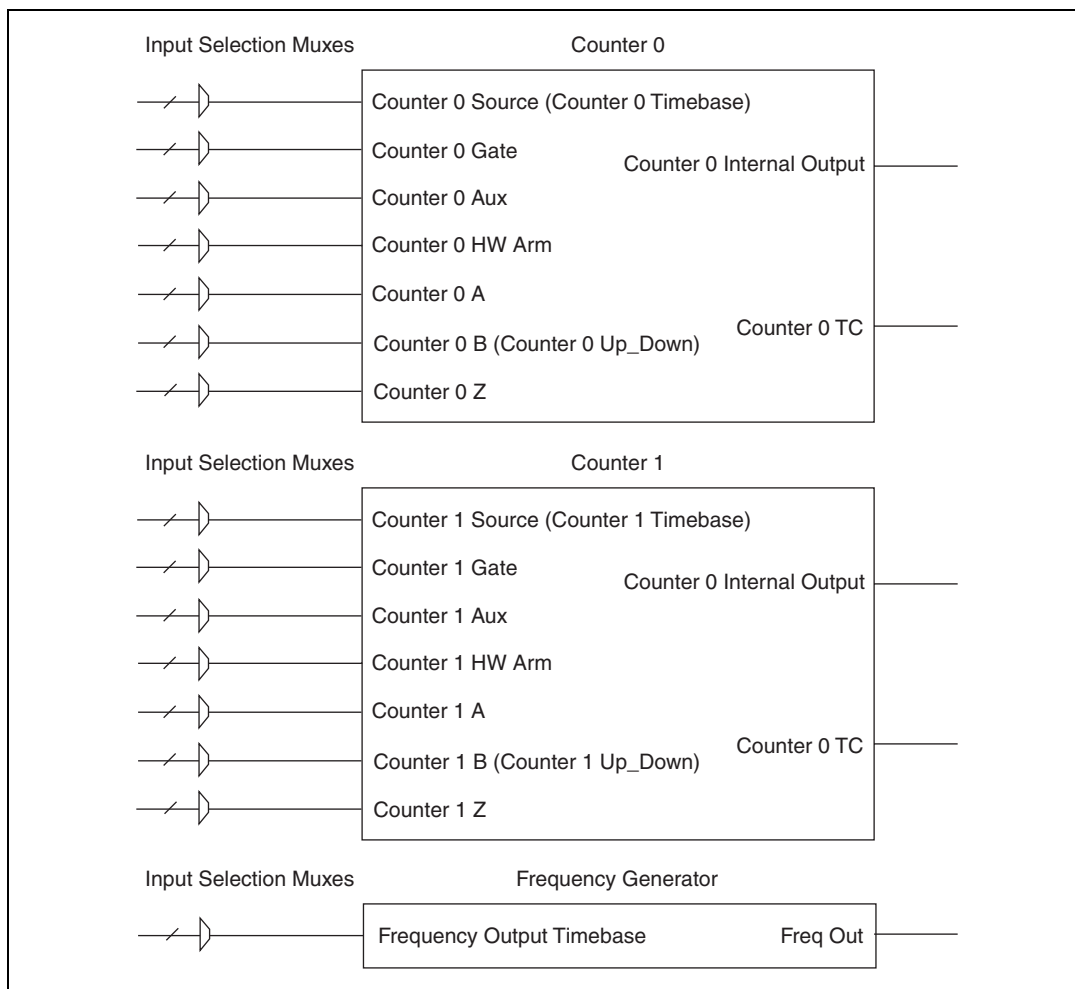 Input Selection Muxes
Counter 0
Counter 0 Source (Counter 0 Timebase)
Counter 0 Gate
Counter 0 Internal Output
Counter 0 Aux
Counter 0 HW Arm
Counter 0 A
Counter 0 TC
Counter 0 B (Counter 0 Up_Down)
Counter 0 Z
Input Selection Muxes
Counter 1
Counter 1 Source (Counter 1 Timebase)
Counter 1 Gate
Counter 0 Internal Output
Counter 1 Aux
Counter 1 HW Arm
Counter 1 A
Counter 0 TC
Counter 1 B (Counter 1 Up_Down)
Counter 1 Z
Input Selection Muxes
Frequency Generator
Frequency Output Timebase
Freq Out